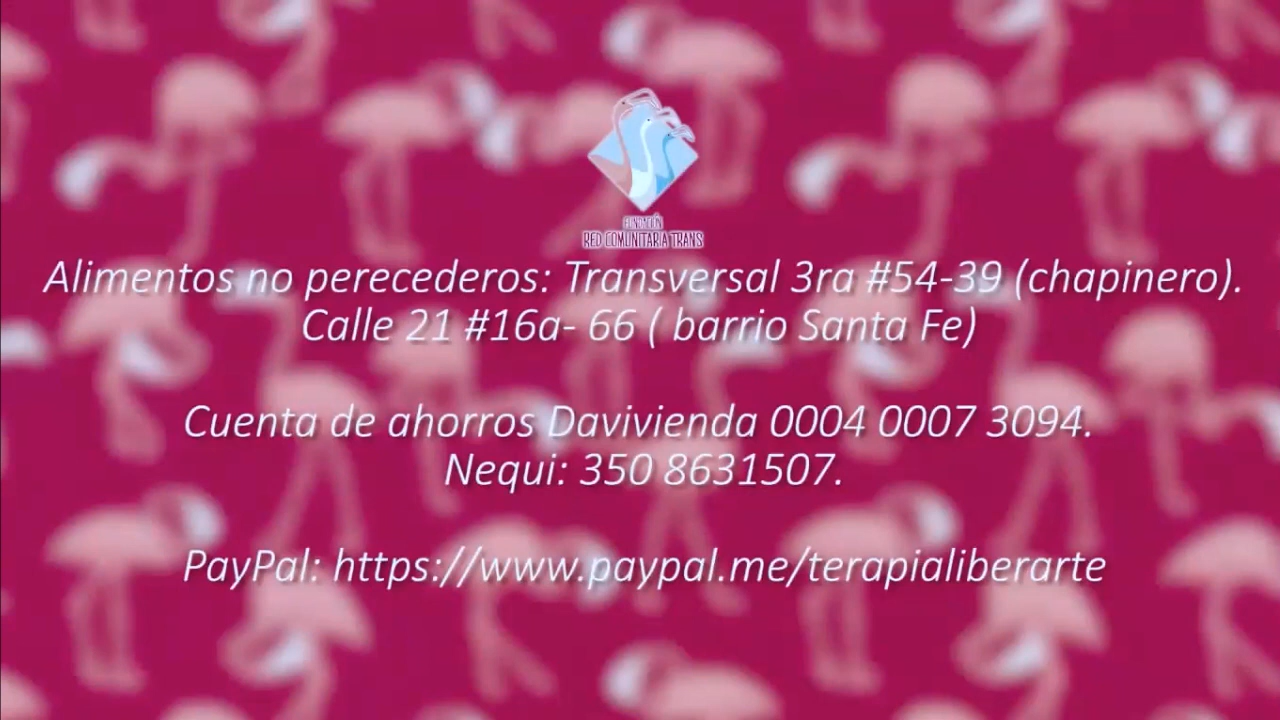 FUNDACIÓN
RED COMUNITARIA TRANS
Alimentos no perecederos: Transversal 3ra #54-39 (chapinero).
Calle 21 #16a- 66 ( barrio Santa Fe)
Cuenta de ahorros Davivienda 0004 0007 3094.
Nequi: 350 8631507.
PayPal: https://www.paypal.me/terapialiberarte